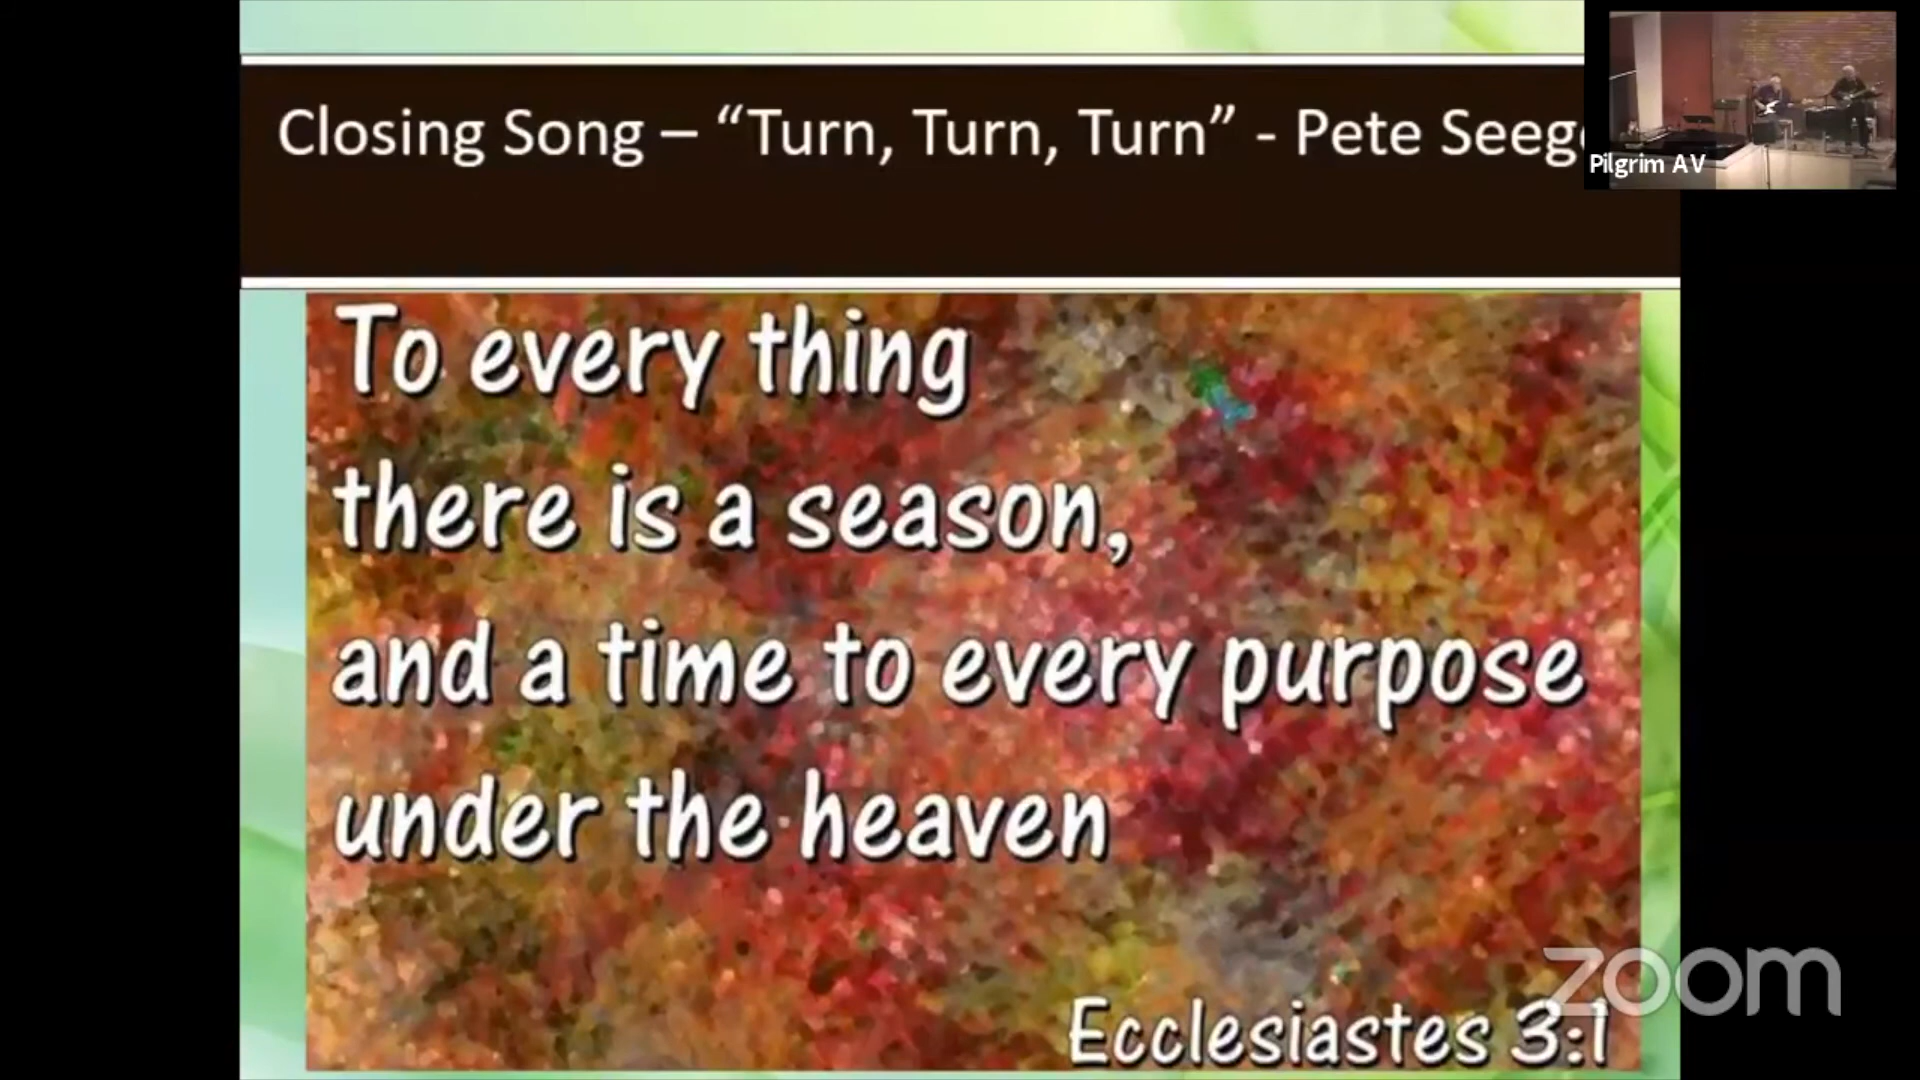 Closing Song – “Turn, Turn, Turn” - Pete Seeg
Pilgrim AV
To every thing
there is a season,
and a time to every purpose
under the heaven
Ecclesiastes 3:1
zoom